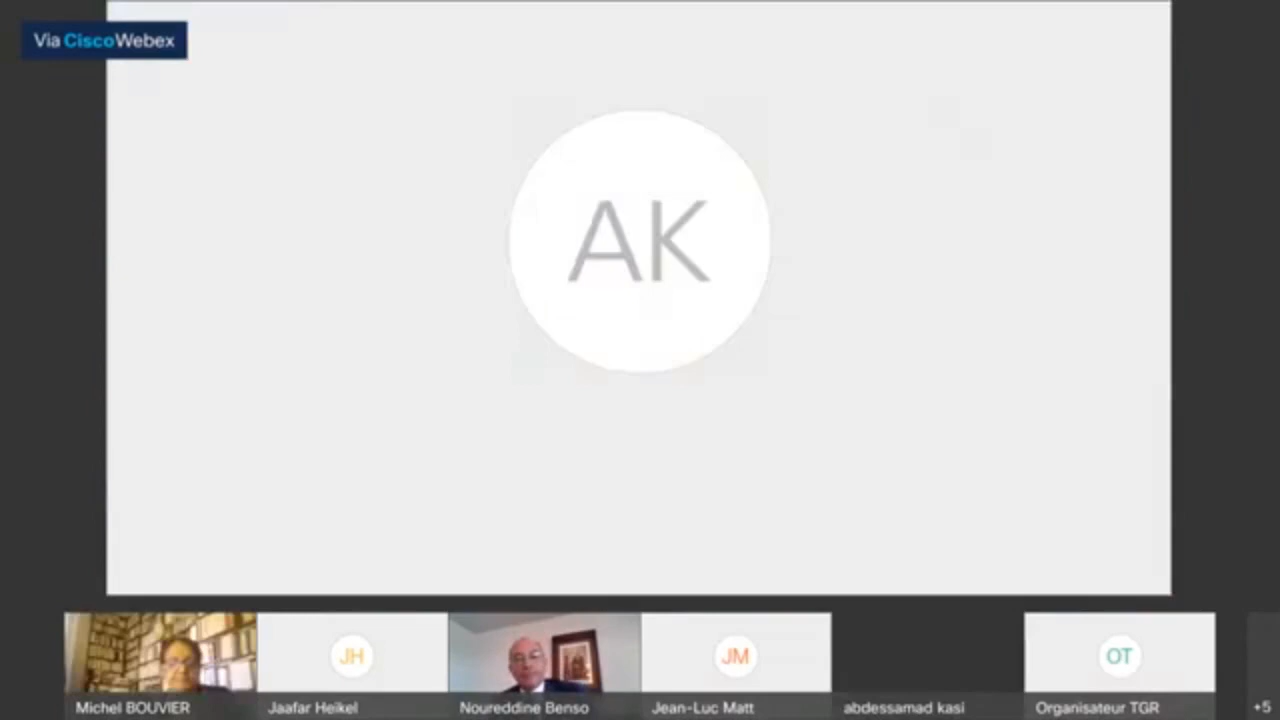 Via CiscoWebex
AK
JH
JM
OT
Michel BOUVIER
Jaafar Heikel
Noureddine Benso
Jean-Luc Matt
abdessamad kasi
Organisateur TGR
+5